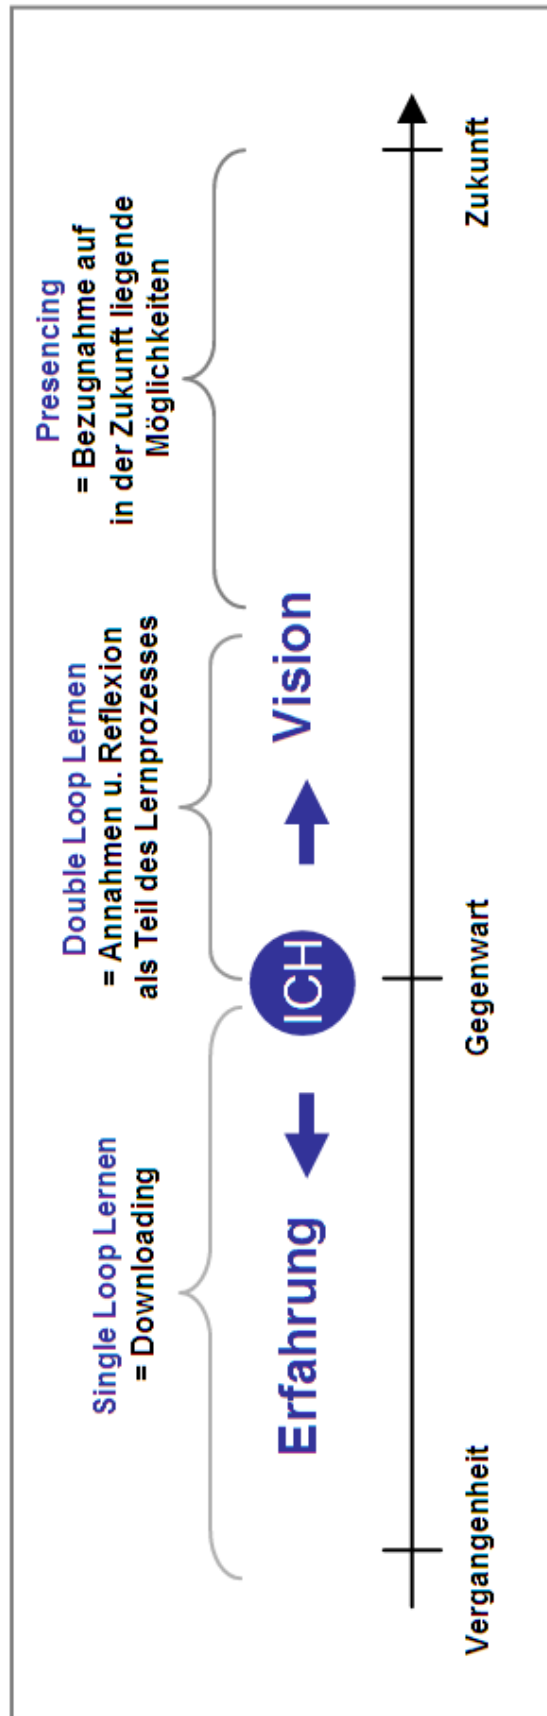 Single Loop Lernen
= Downloading
Double Loop Lernen
= Annahmen u. Reflexion
als Teil des Lernprozesses
Presencing
= Bezugnahme auf
in der Zukunft liegende
Möglichkeiten
Erfahrung
ICH
Vision
Vergangenheit
Gegenwart
Zukunft